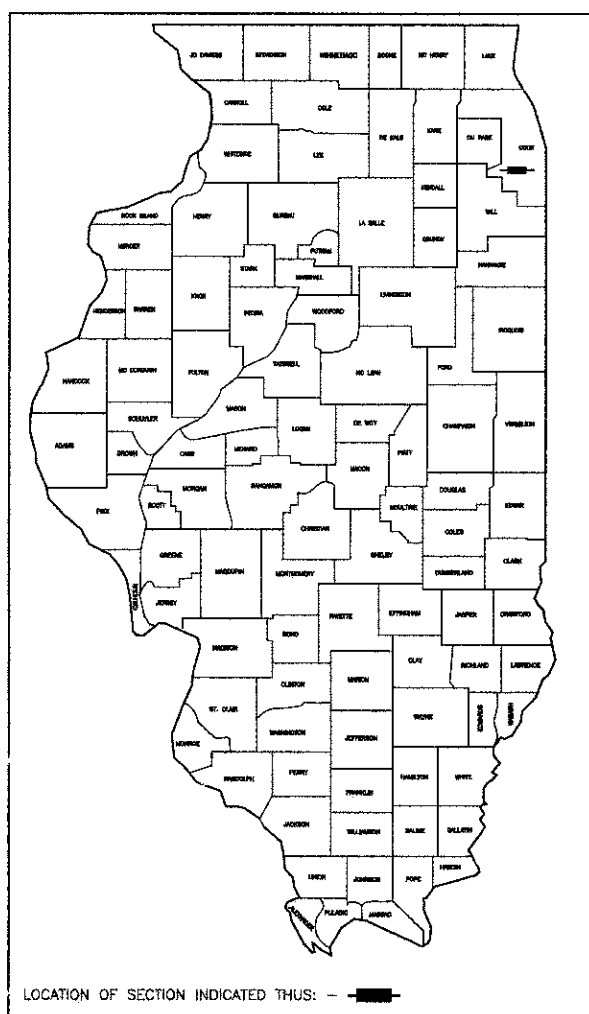 JO DAVIESS STEPHENSON WINNEBAGO BOONE MC HENRY LAKE
CARROLL OGLE
DE KALB KANE DU PAGE COOK
WHITESIDE LEE
KENDALL
ROCK ISLAND HENRY BUREAU LA SALLE WILL
GRUNDY
MERCER PUTNAM
STARK MARSHALL KANKAKEE
HENDERSON WARREN KNOX PEORIA WOODFORD LIVINGSTON
IROQUOIS
HANCOCK MC DONOUGH FULTON TAZEWELL MC LEAN FORD
MASON
SCHUYLER LOGAN DE WITT CHAMPAIGN VERMILION
ADAMS BROWN CASS MENARD PIATT
MACON
MORGAN SANGAMON DOUGLAS
PIKE SCOTT MOULTRIE EDGAR
CHRISTIAN COLES
GREENE SHELBY
MACOUPIN MONTGOMERY CUMBERLAND CLARK
CALHOUN JERSEY
FAYETTE EFFINGHAM JASPER CRAWFORD
MADISON BOND
CLAY RICHLAND LAWRENCE
CLINTON MARION
ST. CLAIR WAYNE EDWARDS WABASH
WASHINGTON JEFFERSON
MONROE
RANDOLPH PERRY HAMILTON WHITE
FRANKLIN
JACKSON WILLIAMSON SALINE GALLATIN
UNION JOHNSON POPE HARDIN
ALEXANDER PULASKI MASSAC
LOCATION OF SECTION INDICATED THUS: –